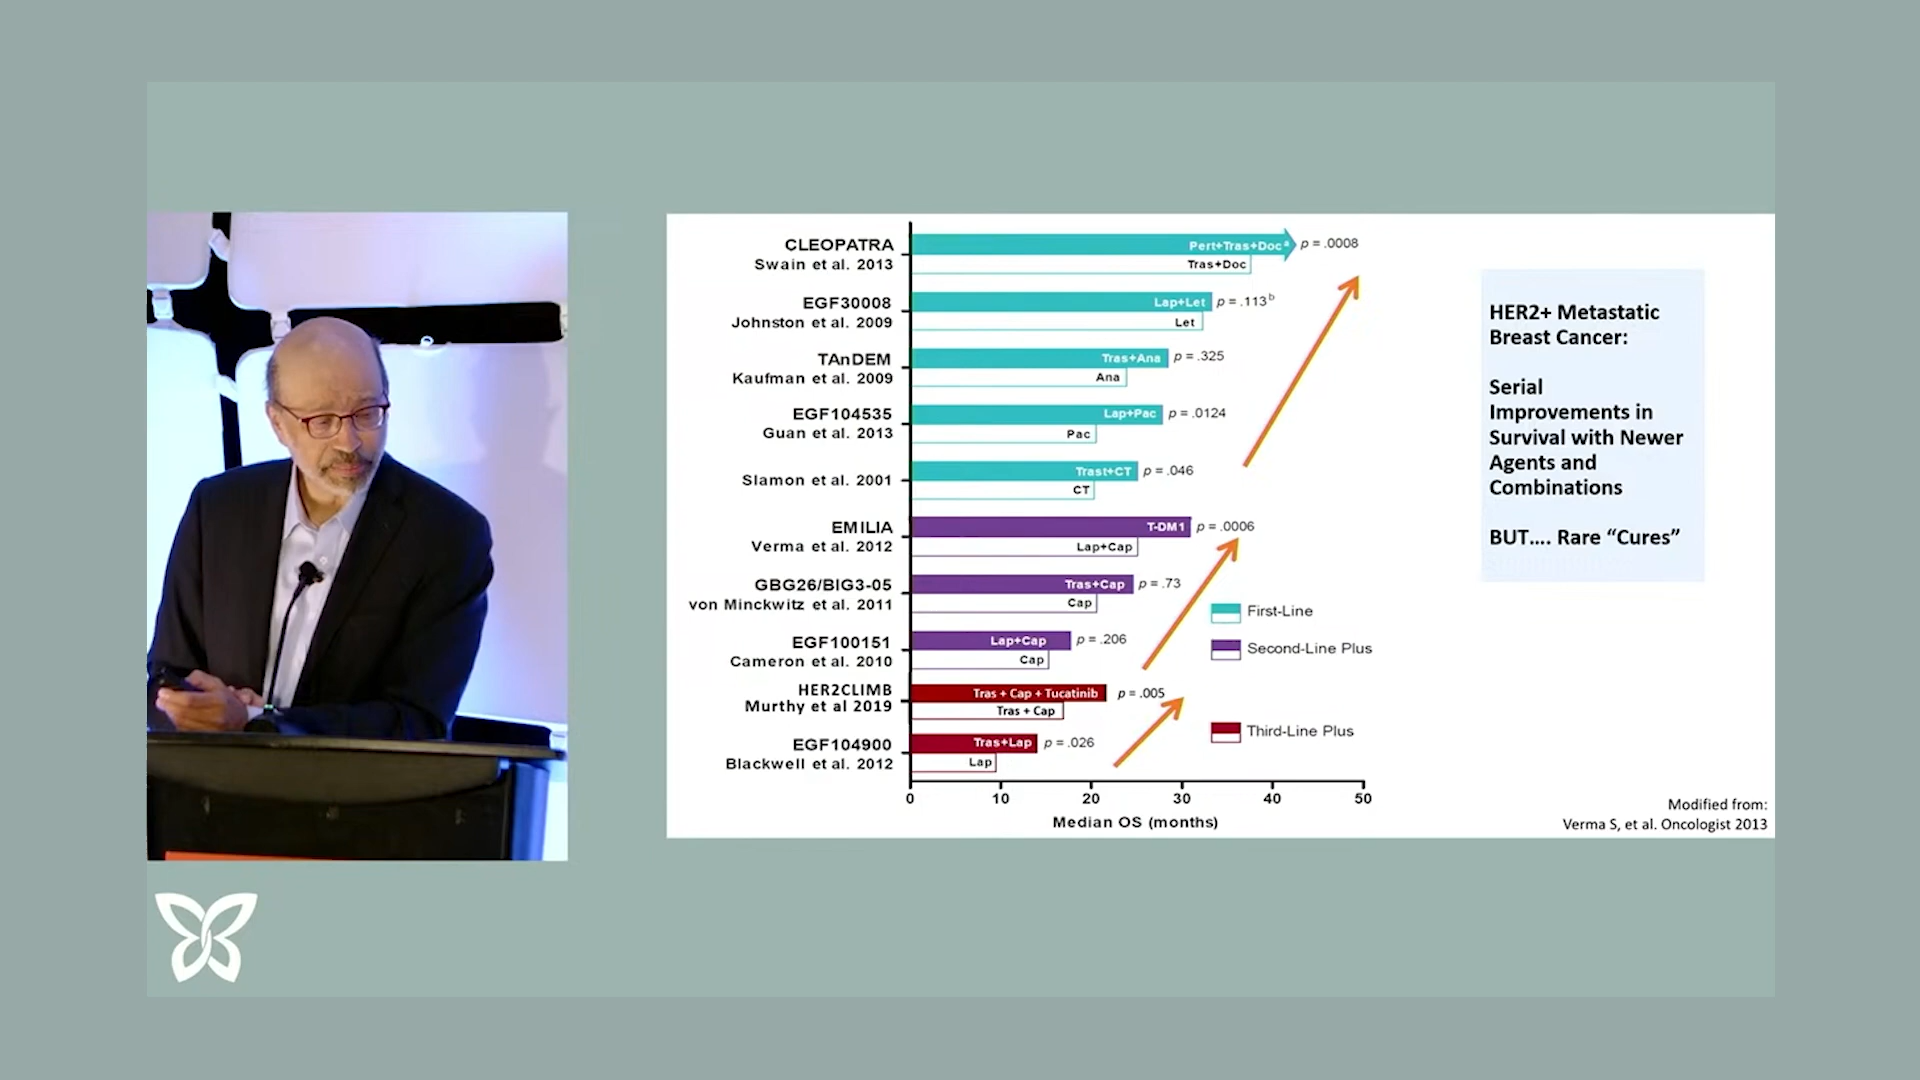 CLEOPATRA
Swain et al. 2013
Pert+Tras+Doc a
p = .0008
Tras+Doc
EGF30008
Johnston et al. 2009
Lap+Let
p = .113b
Let
TAnDEM
Kaufman et al. 2009
Tras+Ana
p = .325
Ana
EGF104535
Guan et al. 2013
Lap+Pac
p = .0124
Pac
Slamon et al. 2001
Trast+CT
p = .046
CT
EMILIA
Verma et al. 2012
T-DM1
p = .0006
Lap+Cap
GBG26/BIG3-05
von Minckwitz et al. 2011
Tras+Cap
p = .73
Cap
EGF100151
Cameron et al. 2010
Lap+Cap
p = .206
Cap
HER2CLIMB
Murthy et al 2019
Tras + Cap + Tucatinib
p = .005
Tras + Cap
EGF104900
Blackwell et al. 2012
Tras+Lap
p = .026
Lap
0 10 20 30 40 50
Median OS (months)
First-Line
Second-Line Plus
Third-Line Plus
HER2+ Metastatic
Breast Cancer:
Serial
Improvements in
Survival with Newer
Agents and
Combinations
BUT.... Rare “Cures”
Modified from:
Verma S, et al. Oncologist 2013